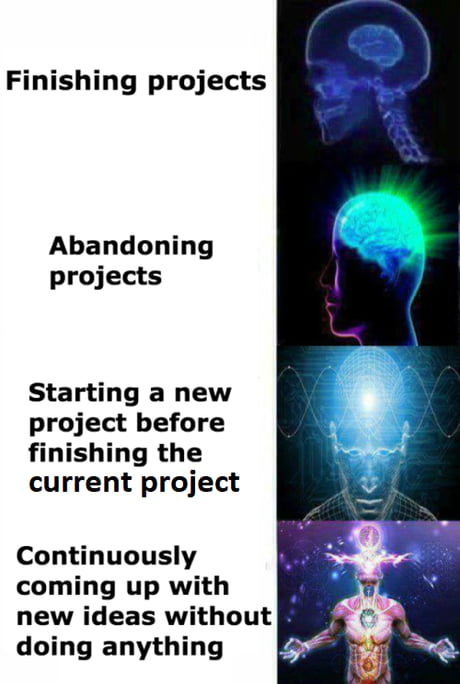 Finishing projects
Abandoning
projects
Starting a new
project before
finishing the
current project
Continuously
coming up with
new ideas without
doing anything